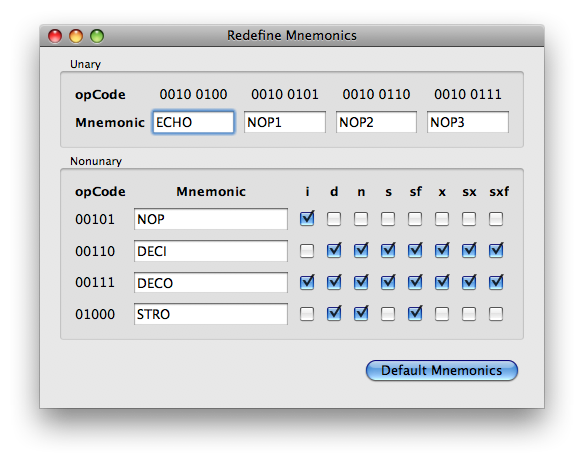 Redefine Mnemonics
Unary
opCode 0010 0100 0010 0101 0010 0110 0010 0111
Mnemonic ECHO NOP1 NOP2 NOP3
Nonunary
opCode Mnemonic i d n s sf x sx sxf
00101 NOP
00110 DECI
00111 DECO
01000 STRO
Default Mnemonics